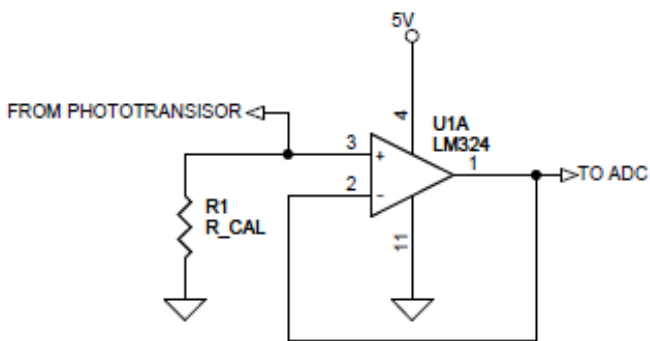 5V
FROM PHOTOTRANSISOR
4
U1A
LM324
3
+
1
TO ADC
2
-
R1
R_CAL
11